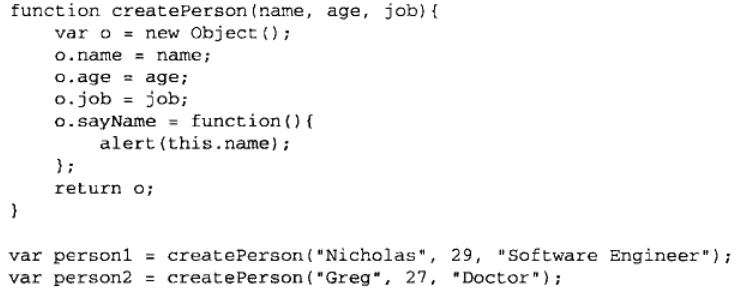 function createPerson(name, age, job){
    var o = new Object();
    o.name = name;
    o.age = age;
    o.job = job;
    o.sayName = function(){
        alert(this.name);
    };
    return o;
}

var person1 = createPerson("Nicholas", 29, "Software Engineer");
var person2 = createPerson("Greg", 27, "Doctor");